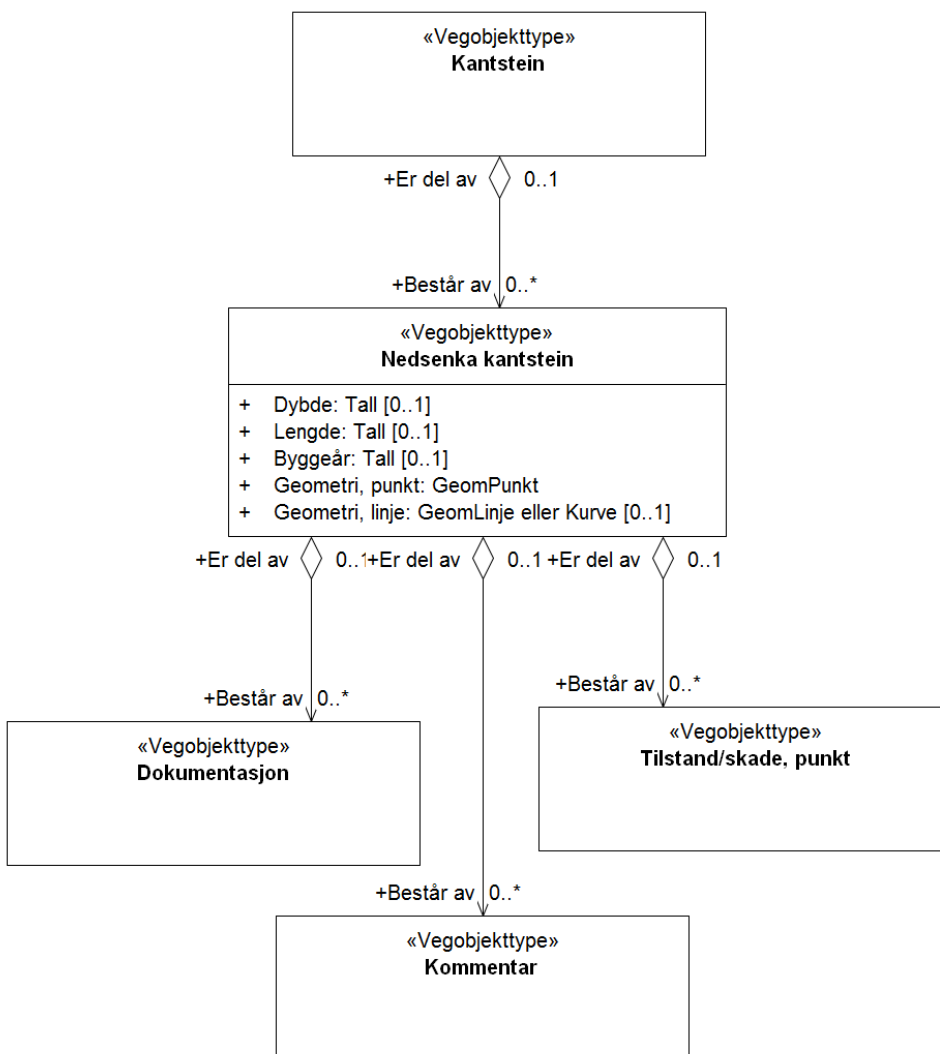 «Vegobjekttype»
Kantstein
+Er del av 0..1
+Består av 0..*
«Vegobjekttype»
Nedsenka kantstein
+ Dybde: Tall [0..1]
+ Lengde: Tall [0..1]
+ Byggeår: Tall [0..1]
+ Geometri, punkt: GeomPunkt
+ Geometri, linje: GeomLinje eller Kurve [0..1]
+Er del av 0..1 +Er del av 0..1 +Er del av 0..1
+Består av 0..*
+Består av 0..*
«Vegobjekttype»
Tilstand/skade, punkt
«Vegobjekttype»
Dokumentasjon
+Består av 0..*
«Vegobjekttype»
Kommentar